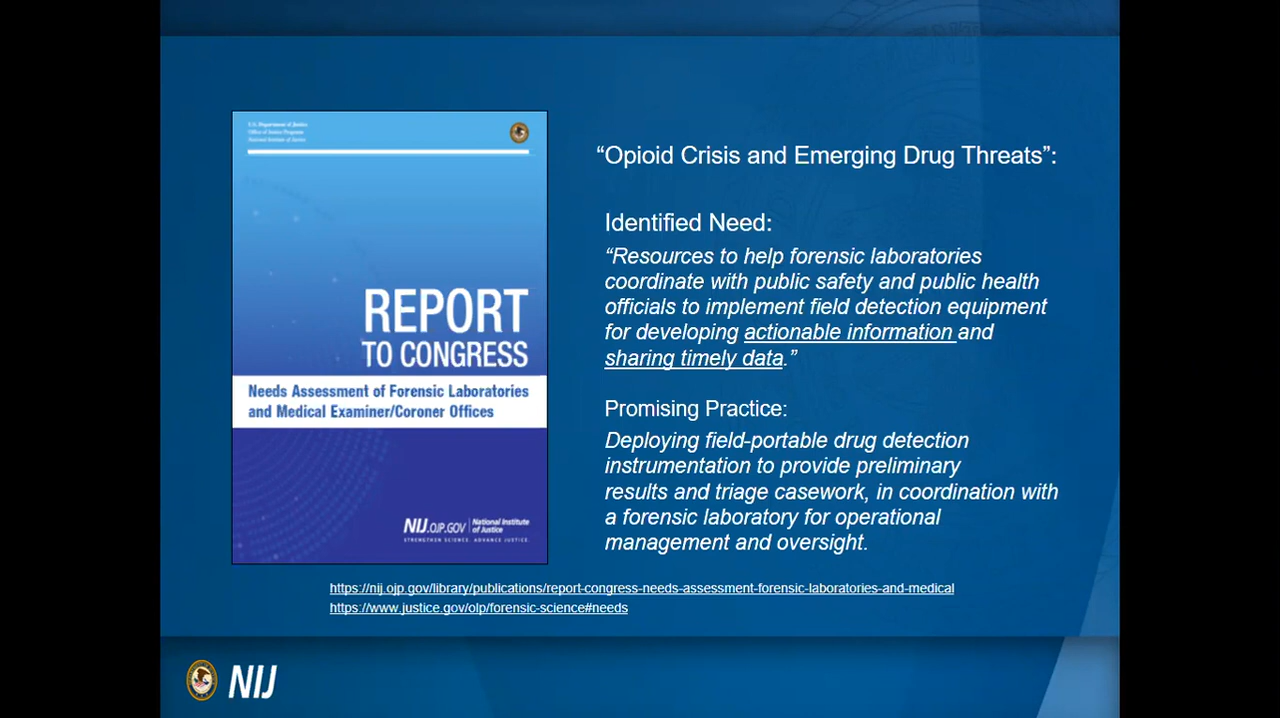 U.S. Department of Justice
Office of Justice Programs
National Institute of Justice
REPORT
TO CONGRESS
Needs Assessment of Forensic Laboratories
and Medical Examiner/Coroner Offices
NIJ.OJP.GOV | National Institute
of Justice
STRENGTHEN SCIENCE. ADVANCE JUSTICE.
“Opioid Crisis and Emerging Drug Threats”:
Identified Need:
“Resources to help forensic laboratories
coordinate with public safety and public health
officials to implement field detection equipment
for developing actionable information and
sharing timely data.”
Promising Practice:
Deploying field-portable drug detection
instrumentation to provide preliminary
results and triage casework, in coordination with
a forensic laboratory for operational
management and oversight.
https://nij.ojp.gov/library/publications/report-congress-needs-assessment-forensic-laboratories-and-medical
https://www.justice.gov/olp/forensic-science#needs
NIJ